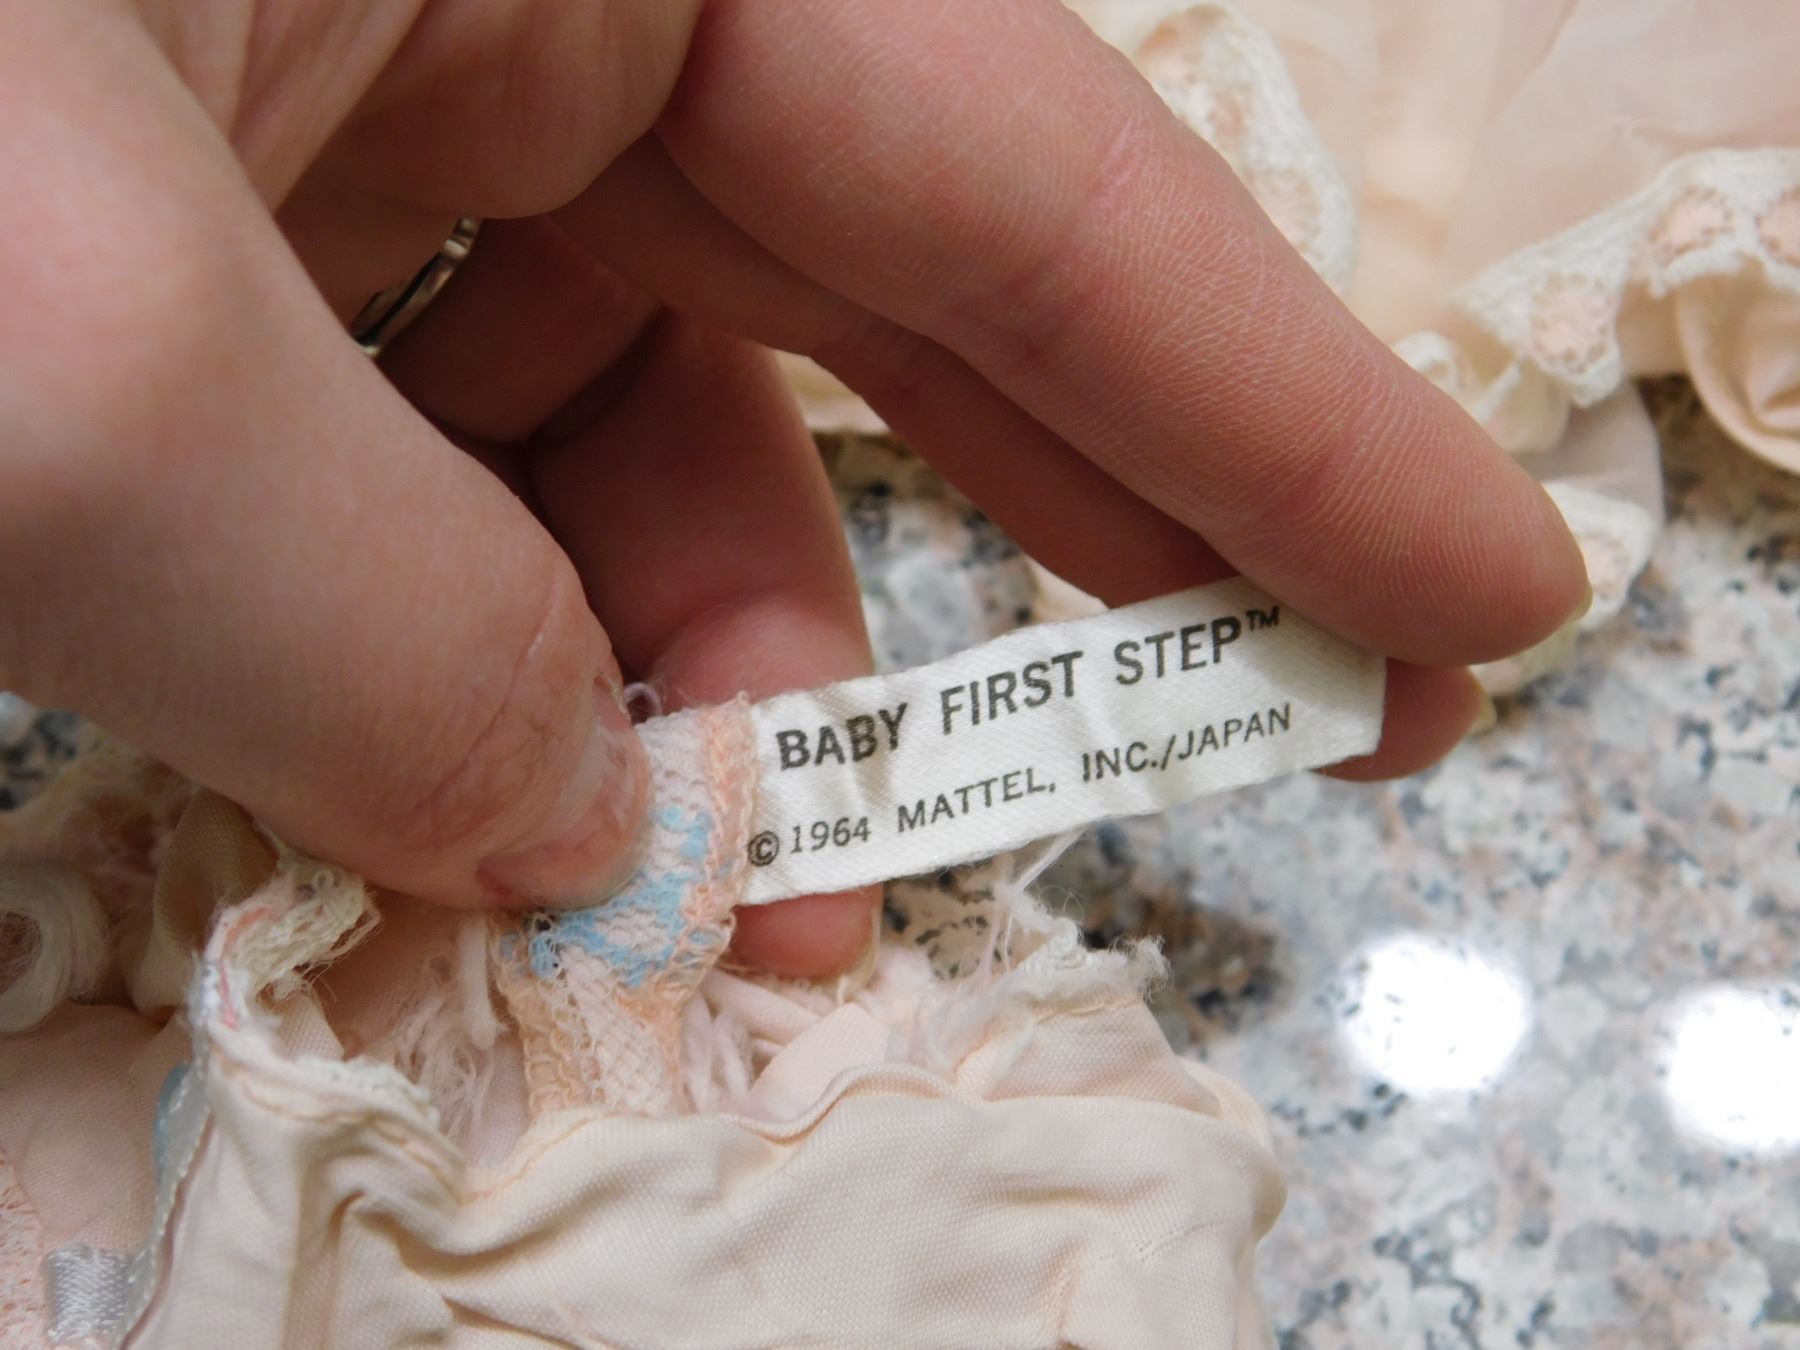 BABY FIRST STEP™
©1964 MATTEL, INC./JAPAN